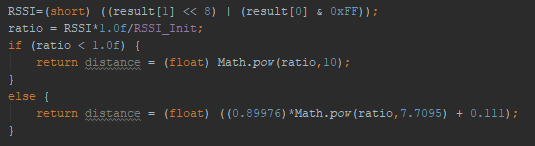 RSSI=(short) ((result[1] << 8) | (result[0] & 0xFF));
ratio = RSSI*1.0f/RSSI_Init;
if (ratio < 1.0f) {
    return distance = (float) Math.pow(ratio,10);
}
else {
    return distance = (float) ((0.89976)*Math.pow(ratio,7.7095) + 0.111);
}